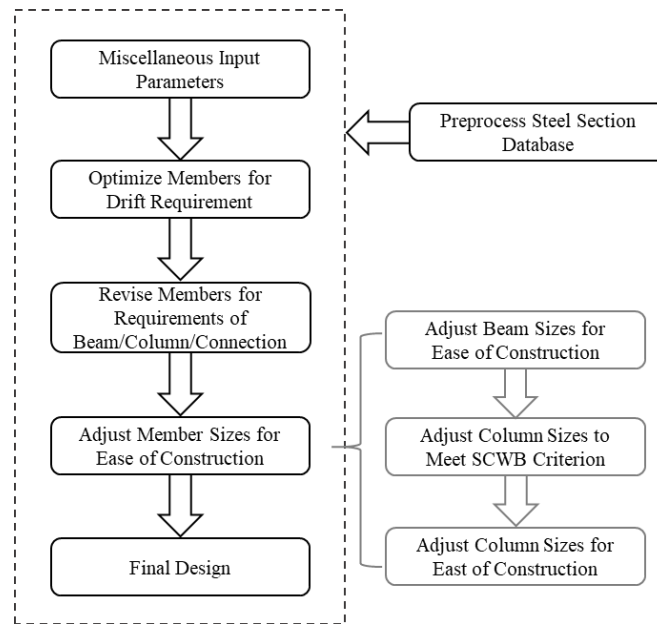 Miscellaneous Input
Parameters
Preprocess Steel Section
Database
Optimize Members for
Drift Requirement
Revise Members for
Requirements of
Beam/Column/Connection
Adjust Member Sizes for
Ease of Construction
Final Design
Adjust Beam Sizes for
Ease of Construction
Adjust Column Sizes to
Meet SCWB Criterion
Adjust Column Sizes for
East of Construction